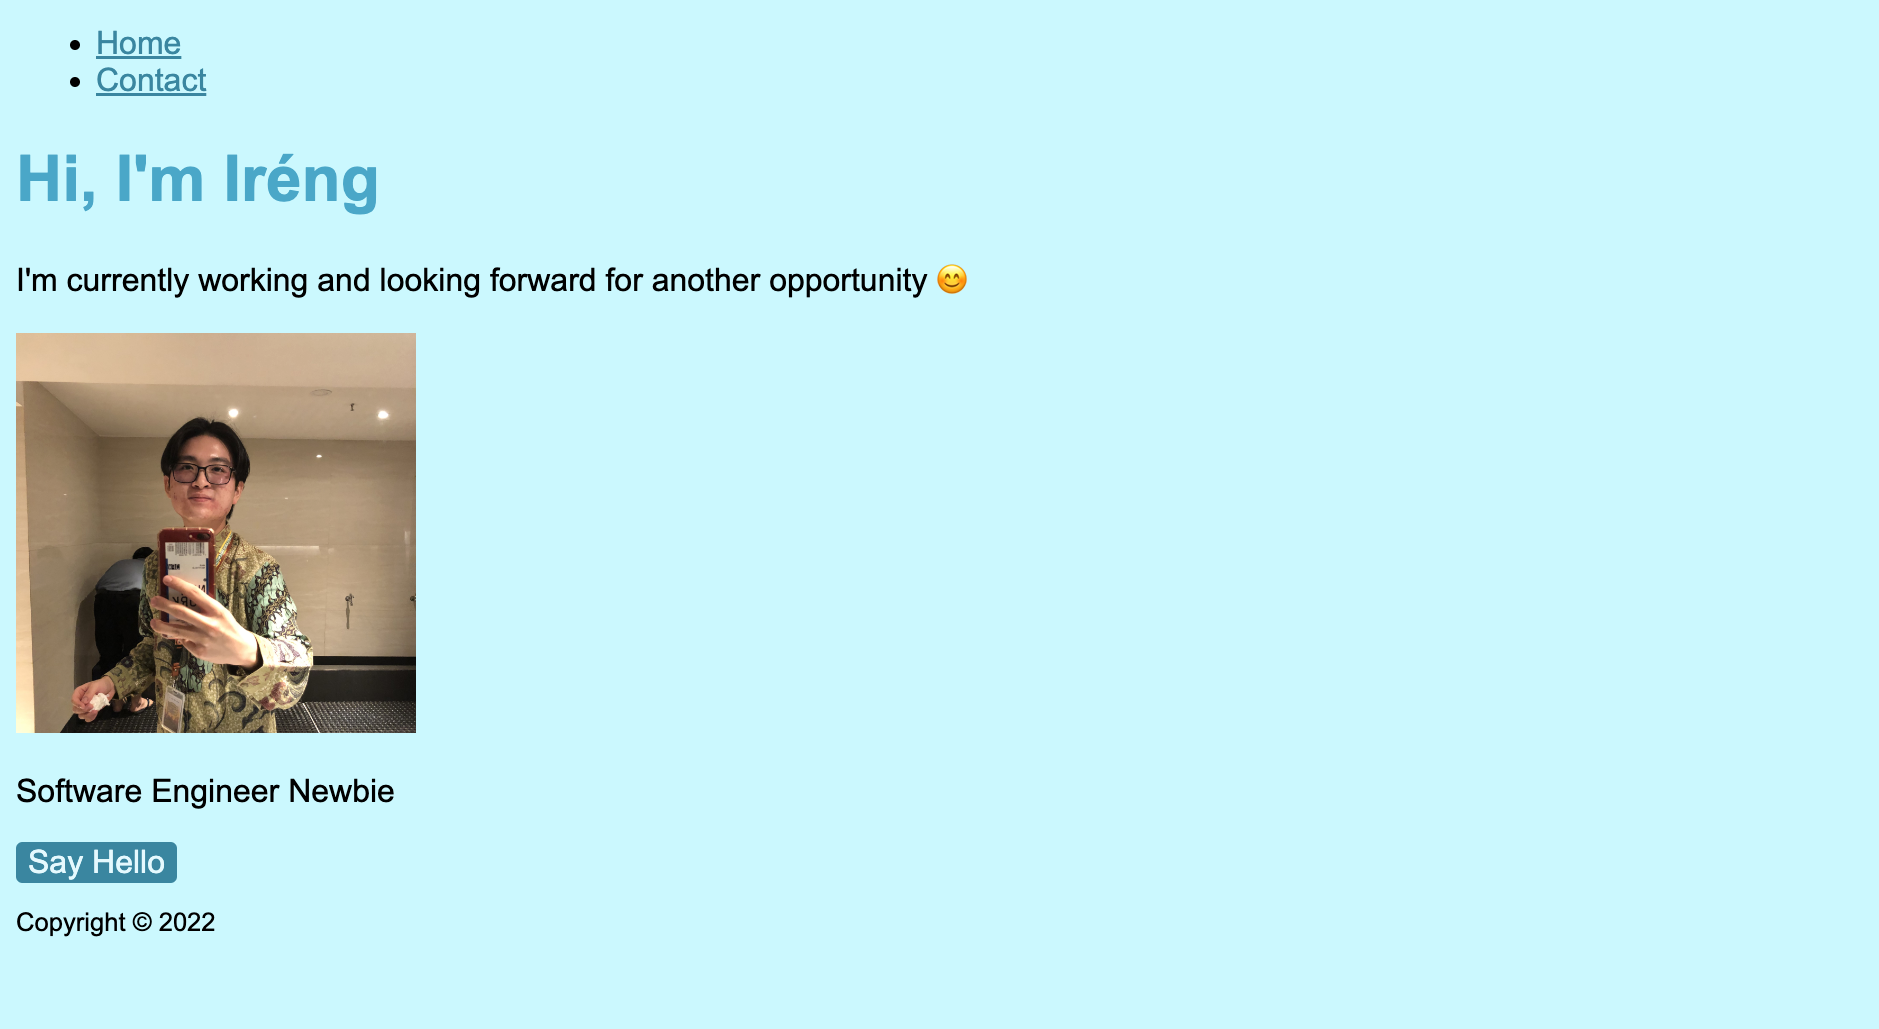 Home
Contact
Hi, I'm Iréng
I'm currently working and looking forward for another opportunity 😊
Software Engineer Newbie
Say Hello
Copyright © 2022